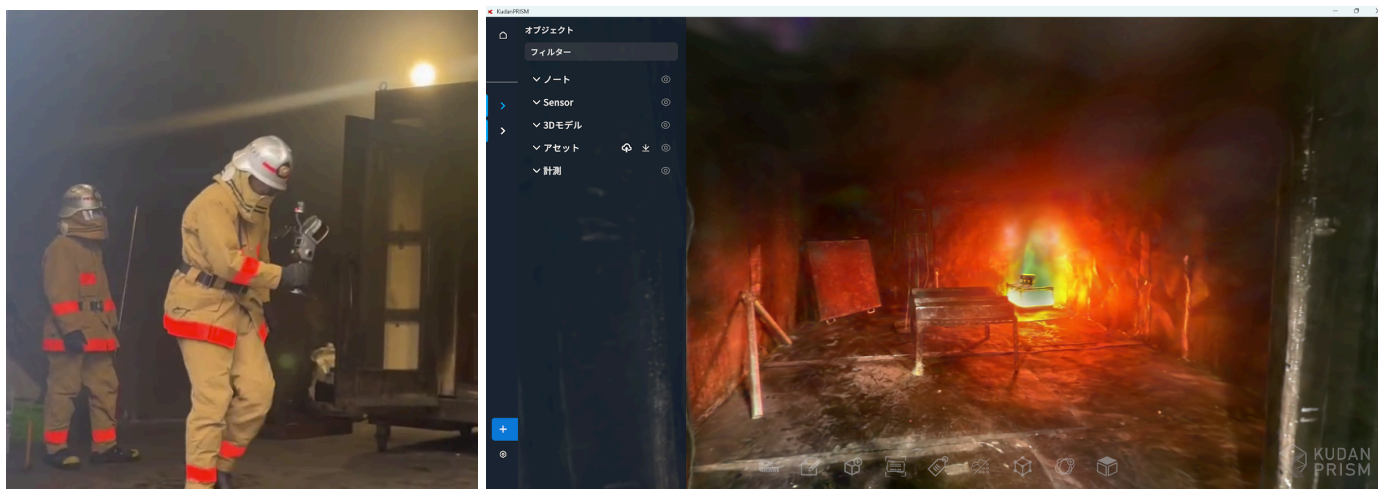 KudanPRISM
オブジェクト
フィルター
ノート
Sensor
3Dモデル
アセット
計測
KUDAN
PRISM